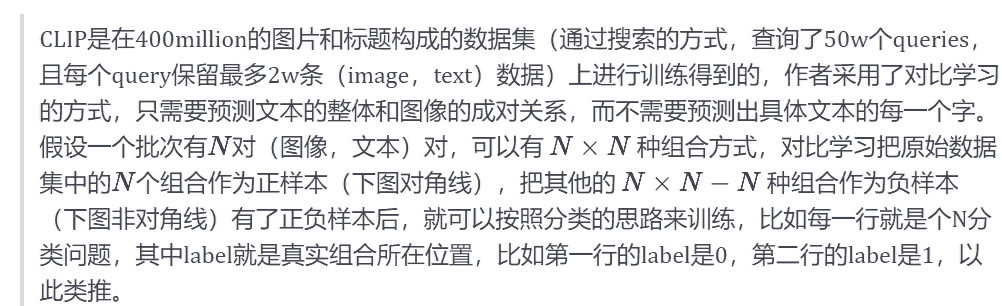 CLIP是在400million的图片和标题构成的数据集（通过搜索的方式，查询了50w个queries，
且每个query保留最多2w条（image，text）数据）上进行训练得到的，作者采用了对比学习
的方式，只需要预测文本的整体和图像的成对关系，而不需要预测出具体文本的每一个字。
假设一个批次有N对（图像，文本）对，可以有 N × N 种组合方式，对比学习把原始数据
集中的N个组合作为正样本（下图对角线），把其他的 N × N − N 种组合作为负样本
（下图非对角线）有了正负样本后，就可以按照分类的思路来训练，比如每一行就是个N分
类问题，其中label就是真实组合所在位置，比如第一行的label是0，第二行的label是1，以
此类推。